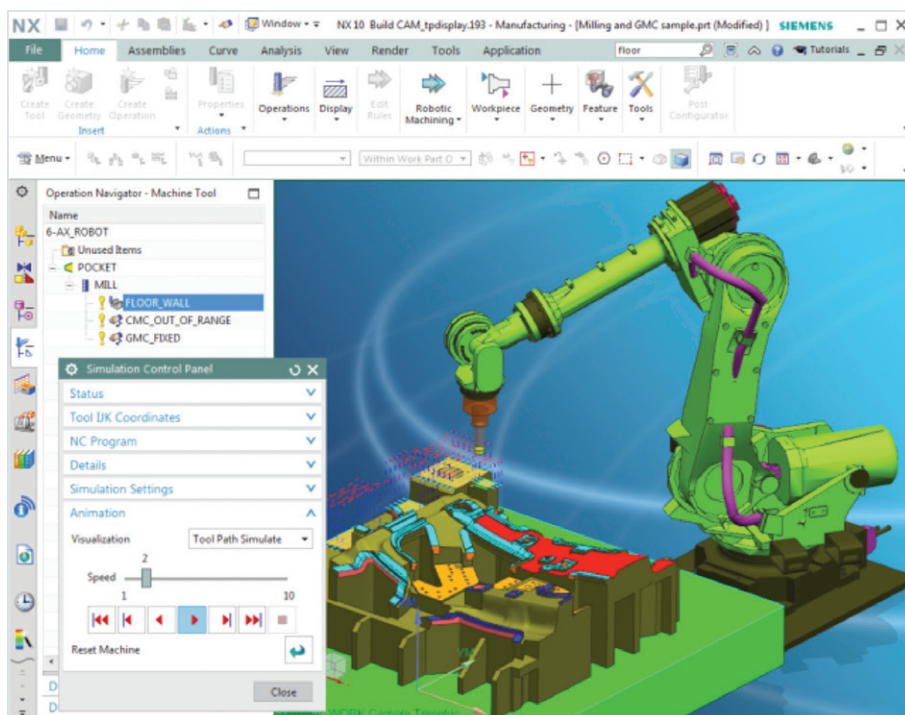 NX Window NX 10 Build CAM_tpdisplay.193 - Manufacturing - [Milling and GMC sample.prt (Modified) ] SIEMENS
File Home Assemblies Curve Analysis View Render Tools Application floor Tutorials
Create Tool Create Geometry Create Operation Properties Operations Display Edit Rules Robotic Machining Workpiece Geometry Feature Tools Post Configurator
Insert Actions
Menu Within Work Part O
Operation Navigator - Machine Tool
Name
6-AX_ROBOT
Unused Items
POCKET
MILL
FLOOR_WALL
CMC_OUT_OF_RANGE
GMC_FIXED
Simulation Control Panel
Status
Tool IJK Coordinates
NC Program
Details
Simulation Settings
Animation
Visualization Tool Path Simulate
2
Speed
1 10
Reset Machine
Close
D
D
WORK Camera